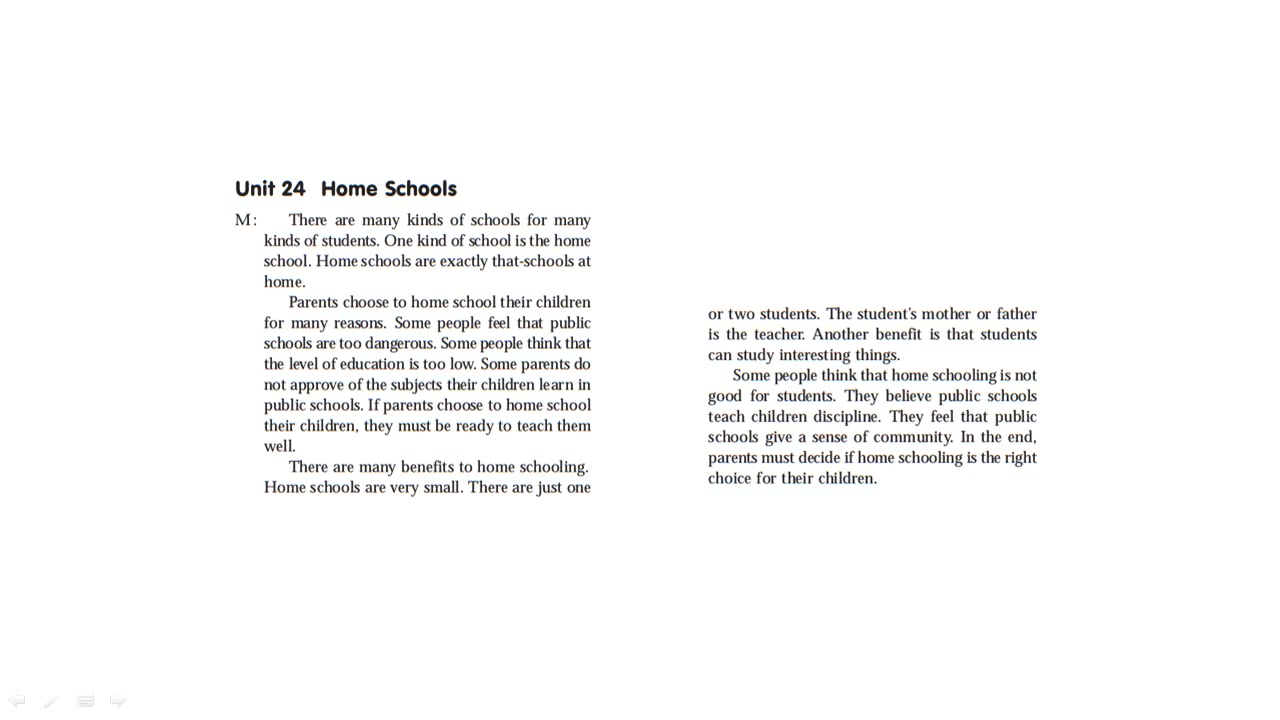 Unit 24 Home Schools
M: There are many kinds of schools for many
kinds of students. One kind of school is the home
school. Home schools are exactly that-schools at
home.
Parents choose to home school their children
for many reasons. Some people feel that public
schools are too dangerous. Some people think that
the level of education is too low. Some parents do
not approve of the subjects their children learn in
public schools. If parents choose to home school
their children, they must be ready to teach them
well.
There are many benefits to home schooling.
Home schools are very small. There are just one
or two students. The student's mother or father
is the teacher. Another benefit is that students
can study interesting things.
Some people think that home schooling is not
good for students. They believe public schools
teach children discipline. They feel that public
schools give a sense of community. In the end,
parents must decide if home schooling is the right
choice for their children.